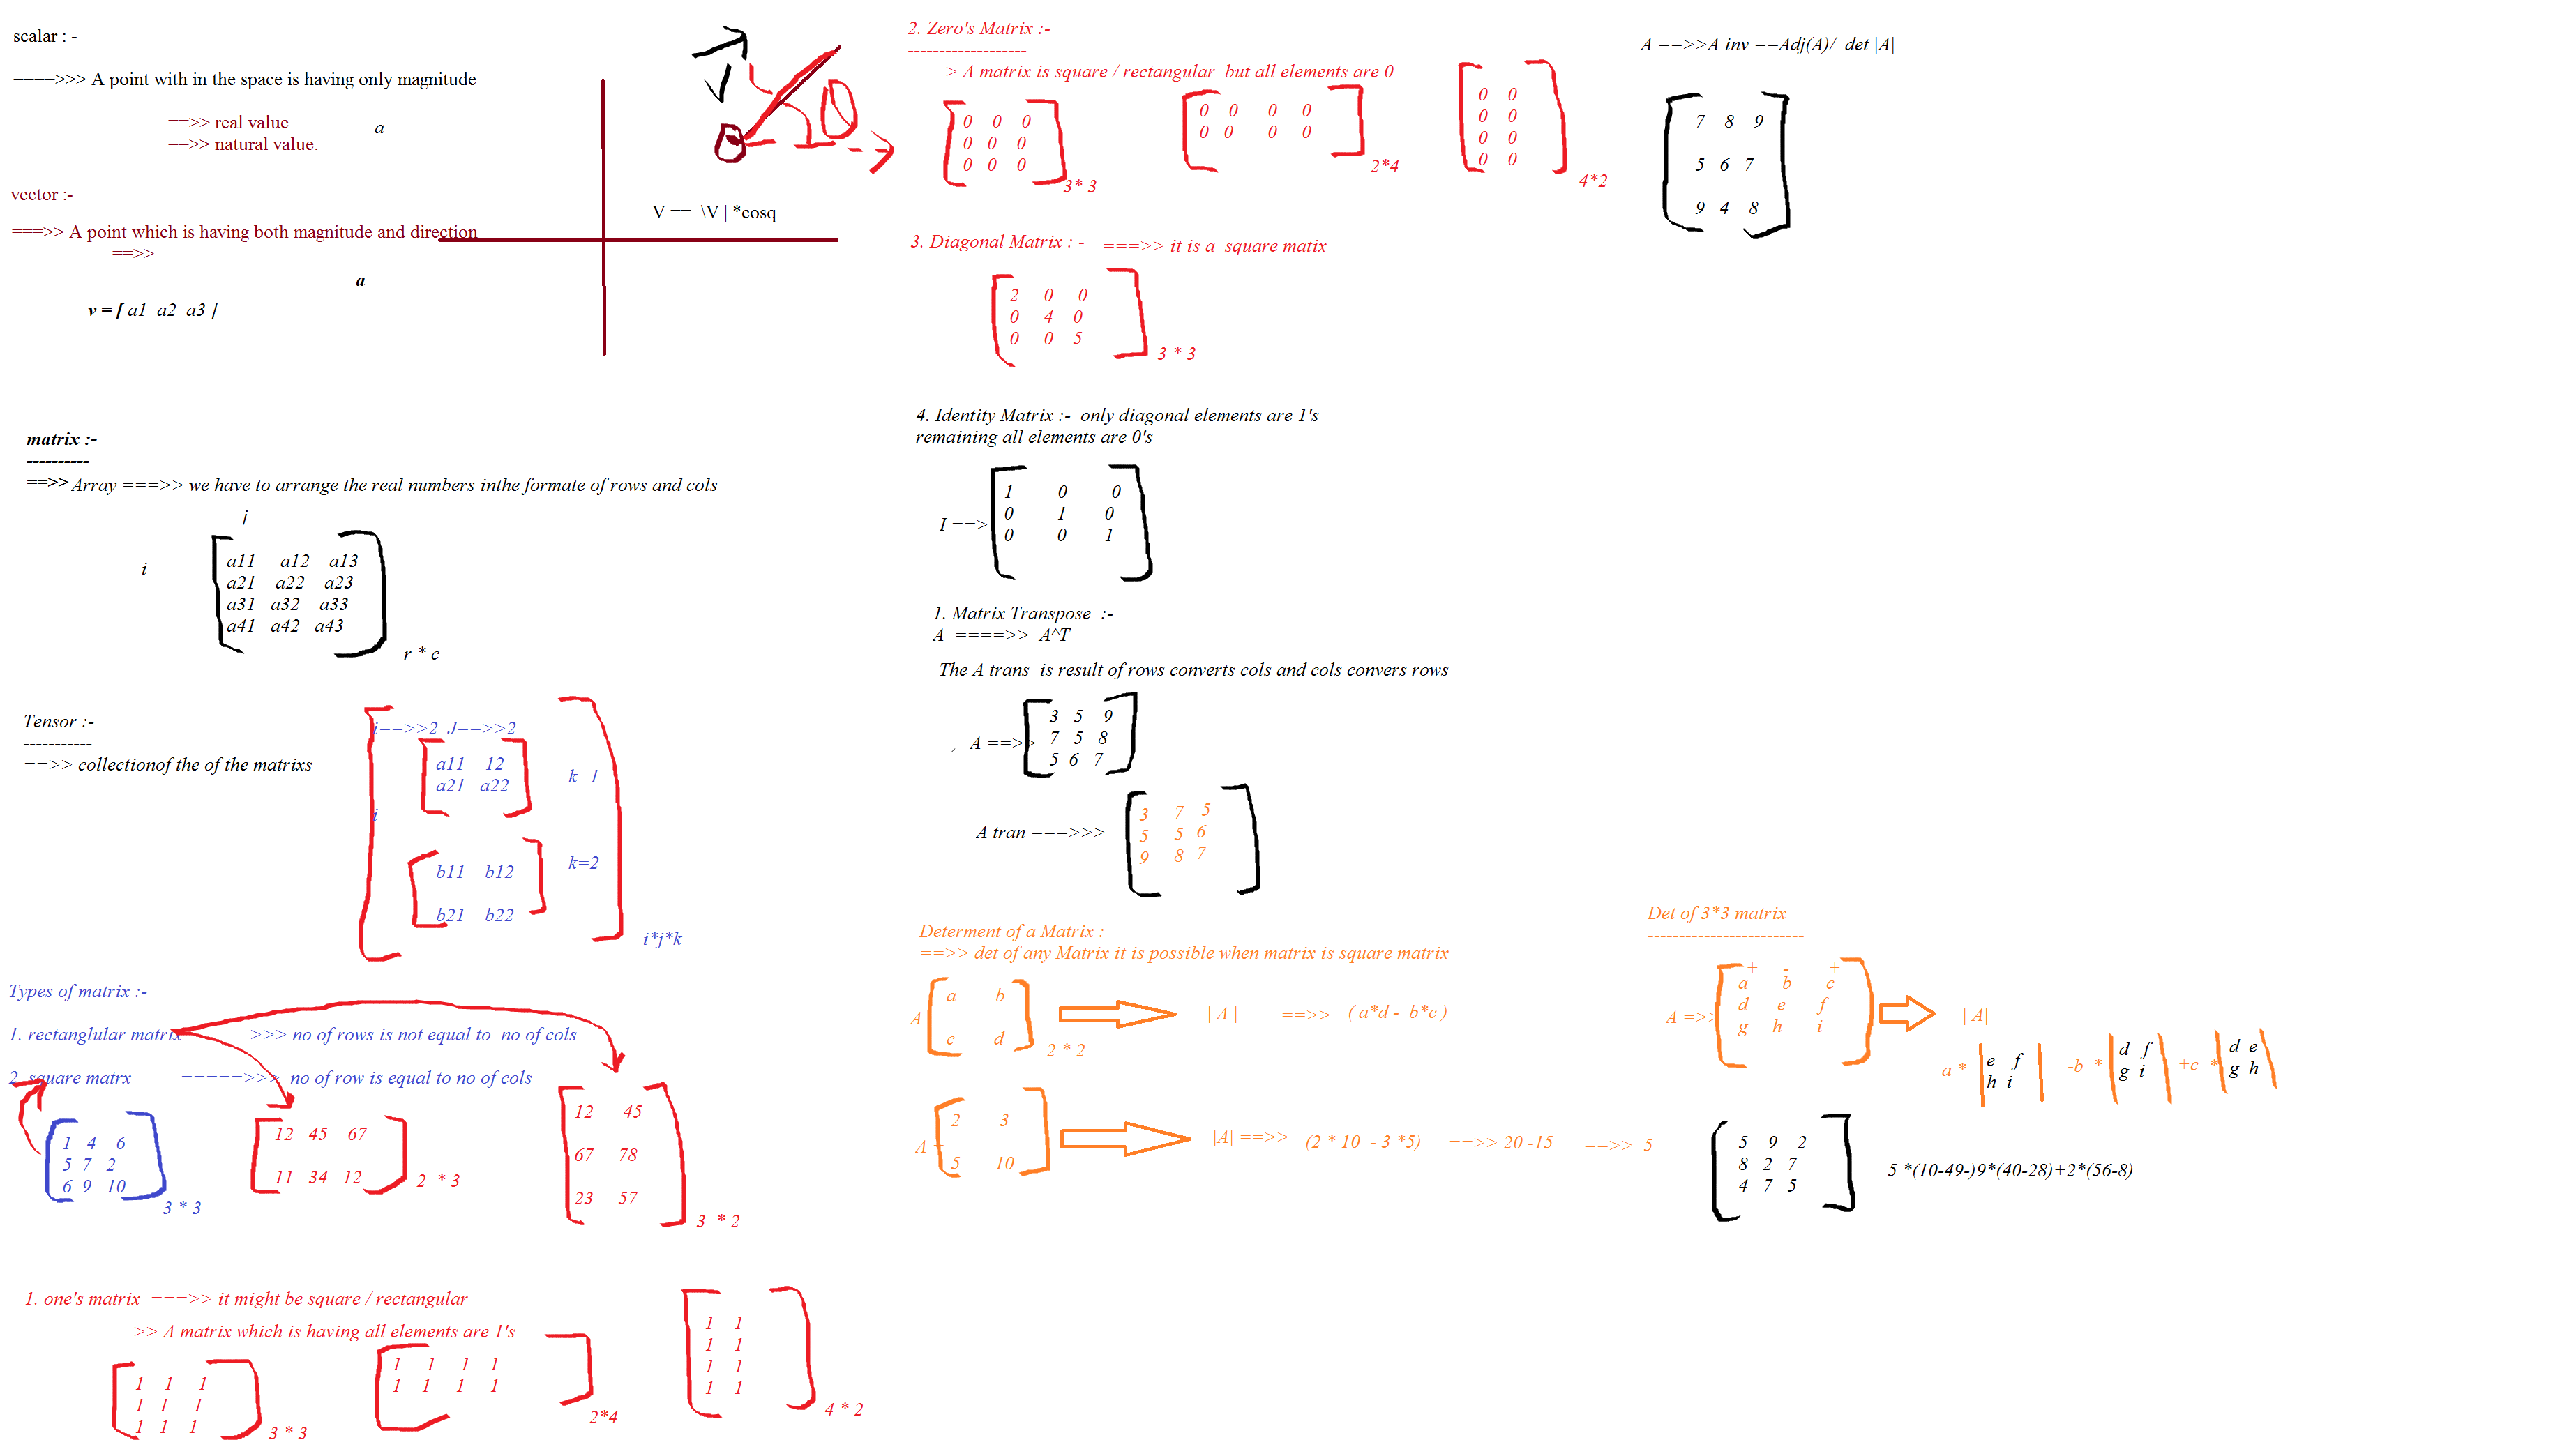 scalar : -
====>>> A point with in the space is having only magnitude
==>> real value
==>> natural value.
a
vector :-
===>> A point which is having both magnitude and direction
==>>
a
v = [ a1 a2 a3 ]
V
θ
V == \V | *cosq
matrix :-
----------
==>> Array ===>> we have to arrange the real numbers inthe formate of rows and cols
j
i
a11 a12 a13
a21 a22 a23
a31 a32 a33
a41 a42 a43
r * c
Tensor :-
-----------
==>> collectionof the of the matrixs
i==>>2 J==>>2
a11 12
a21 a22
k=1
i
b11 b12
b21 b22
k=2
i*j*k
Types of matrix :-
1. rectanglular matrix ====>>> no of rows is not equal to no of cols
2. square matrx =====>>> no of row is equal to no of cols
1 4 6
5 7 2
6 9 10
3 * 3
12 45 67
11 34 12
2 * 3
12 45
67 78
23 57
3 * 2
1. one's matrix ===>> it might be square / rectangular
==>> A matrix which is having all elements are 1's
1 1 1
1 1 1
1 1 1
3 * 3
1 1 1 1
1 1 1 1
2*4
1 1
1 1
1 1
1 1
4 * 2
2. Zero's Matrix :-
-------------------
===> A matrix is square / rectangular but all elements are 0
0 0 0
0 0 0
0 0 0
3* 3
0 0 0 0
0 0 0 0
2*4
0 0
0 0
0 0
0 0
4*2
3. Diagonal Matrix : - ===>> it is a square matix
2 0 0
0 4 0
0 0 5
3 * 3
4. Identity Matrix :- only diagonal elements are 1's
remaining all elements are 0's
I ==>
1 0 0
0 1 0
0 0 1
1. Matrix Transpose :-
A ====>> A^T
The A trans is result of rows converts cols and cols convers rows
A ==>>
3 5 9
7 5 8
5 6 7
A tran ===>>>
3 7 5
5 5 6
9 8 7
Determent of a Matrix :
==>> det of any Matrix it is possible when matrix is square matrix
A
a b
c d
2 * 2
| A | ==>> ( a*d - b*c )
A =
2 3
5 10
|A| ==>> (2 * 10 - 3 *5) ==>> 20 -15 ==>> 5
A ==>>A inv ==Adj(A)/ det |A|
7 8 9
5 6 7
9 4 8
Det of 3*3 matrix
-------------------------
A =>>
+ - +
a b c
d e f
g h i
| A|
a * e f -b * d f +c * d e
h i g i g h
5 9 2
8 2 7
4 7 5
5 *(10-49-)9*(40-28)+2*(56-8)